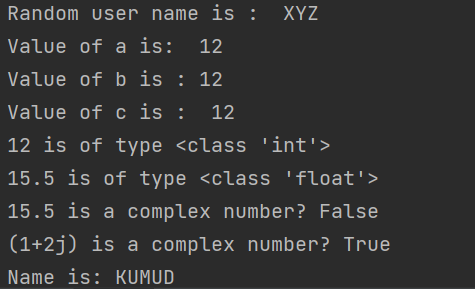 Random user name is :  XYZ
Value of a is:  12
Value of b is : 12
Value of c is :  12
12 is of type <class 'int'>
15.5 is of type <class 'float'>
15.5 is a complex number? False
(1+2j) is a complex number? True
Name is: KUMUD